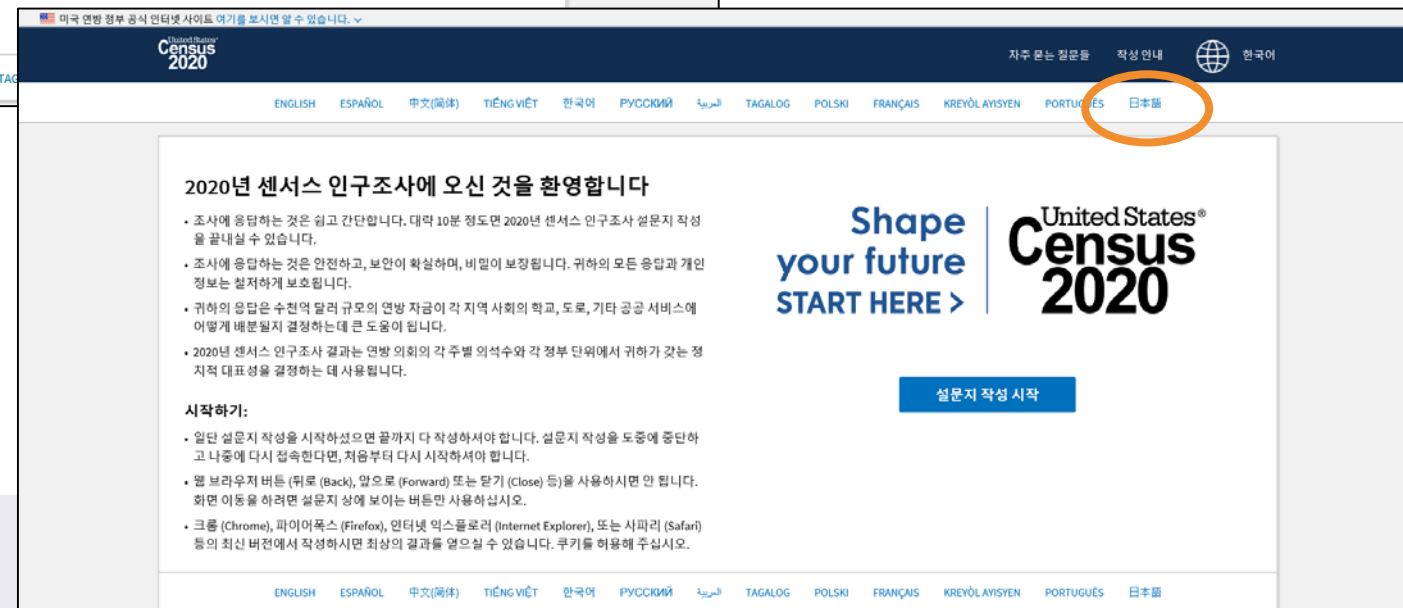 미국 연방 정부 공식 인터넷 사이트 여기를 보시면 알 수 있습니다.
United States®
Census
2020
자주 묻는 질문들 작성 안내 한국어
TAG
ENGLISH ESPAÑOL 中文(简体) TIẾNG VIỆT 한국어 РУССКИЙ العربية TAGALOG POLSKI FRANÇAIS KREYÒL AYISYEN PORTUGUÊS 日本語
2020년 센서스 인구조사에 오신 것을 환영합니다
• 조사에 응답하는 것은 쉽고 간단합니다. 대략 10분 정도면 2020년 센서스 인구조사 설문지 작성
을 끝내실 수 있습니다.
• 조사에 응답하는 것은 안전하고, 보안이 확실하며, 비밀이 보장됩니다. 귀하의 모든 응답과 개인
정보는 철저하게 보호됩니다.
• 귀하의 응답은 수천억 달러 규모의 연방 자금이 각 지역 사회의 학교, 도로, 기타 공공 서비스에
어떻게 배분될지 결정하는데 큰 도움이 됩니다.
• 2020년 센서스 인구조사 결과는 연방 의회의 각 주별 의석수와 각 정부 단위에서 귀하가 갖는 정
치적 대표성을 결정하는 데 사용됩니다.
시작하기:
• 일단 설문지 작성을 시작하셨으면 끝까지 다 작성하셔야 합니다. 설문지 작성을 도중에 중단하
고 나중에 다시 접속한다면, 처음부터 다시 시작하셔야 합니다.
• 웹 브라우저 버튼 (뒤로 (Back), 앞으로 (Forward) 또는 닫기 (Close) 등)을 사용하시면 안 됩니다.
화면 이동을 하려면 설문지 상에 보이는 버튼만 사용하십시오.
• 크롬 (Chrome), 파이어폭스 (Firefox), 인터넷 익스플로러 (Internet Explorer), 또는 사파리 (Safari)
등의 최신 버전에서 작성하시면 최상의 결과를 얻으실 수 있습니다. 쿠키를 허용해 주십시오.
Shape
your future
START HERE >
United States®
Census
2020
설문지 작성 시작
ENGLISH ESPAÑOL 中文(简体) TIẾNG VIỆT 한국어 РУССКИЙ العربية TAGALOG POLSKI FRANÇAIS KREYÒL AYISYEN PORTUGUÊS 日本語